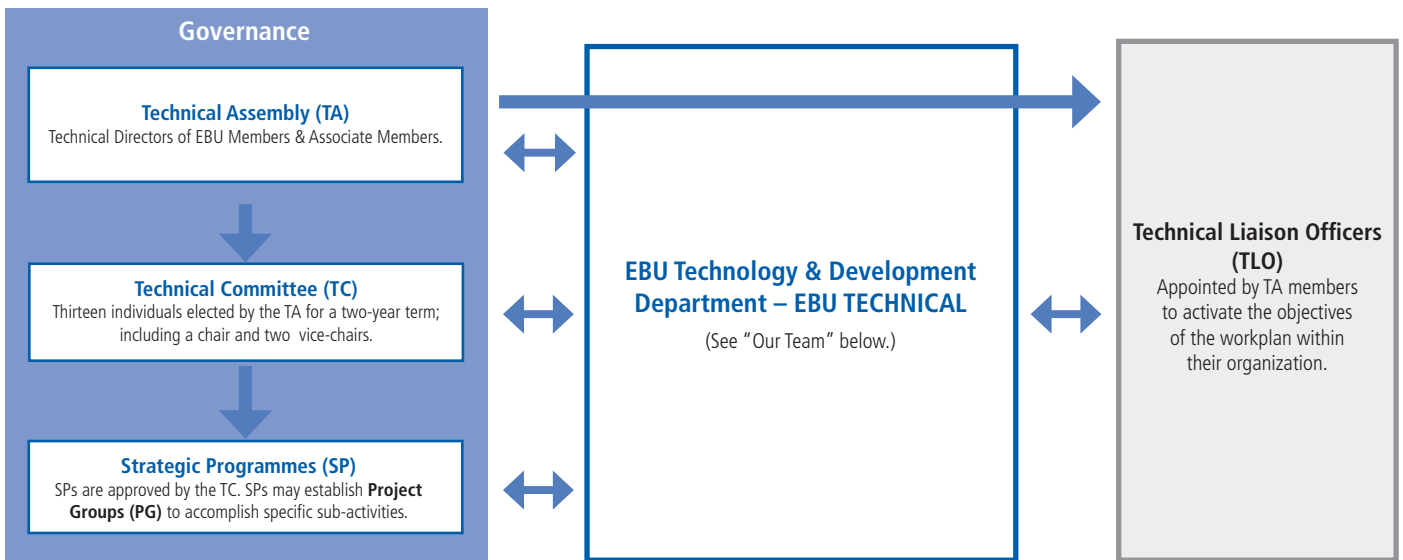 Governance
Technical Assembly (TA)
Technical Directors of EBU Members & Associate Members.
Technical Committee (TC)
Thirteen individuals elected by the TA for a two-year term;
including a chair and two vice-chairs.
Strategic Programmes (SP)
SPs are approved by the TC. SPs may establish Project
Groups (PG) to accomplish specific sub-activities.
EBU Technology & Development
Department – EBU TECHNICAL
(See “Our Team” below.)
Technical Liaison Officers
(TLO)
Appointed by TA members
to activate the objectives
of the workplan within
their organization.